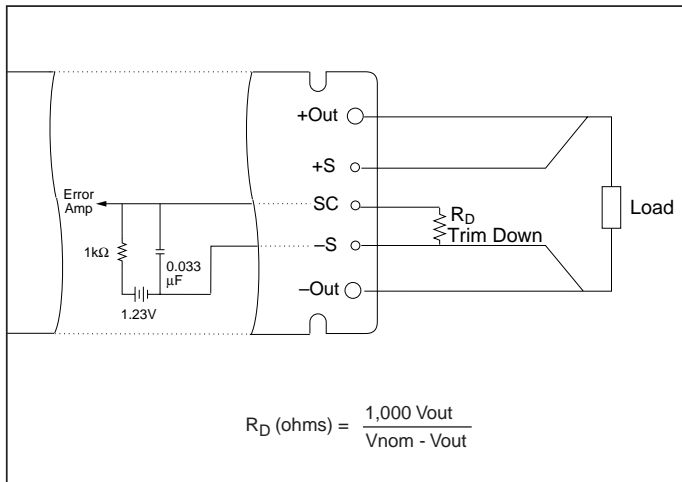 +Out
+S
Error
Amp
SC
R_D
Load
Trim Down
1kΩ
0.033
µF
–S
1.23V
–Out
R_D (ohms) = 1,000 Vout
Vnom - Vout